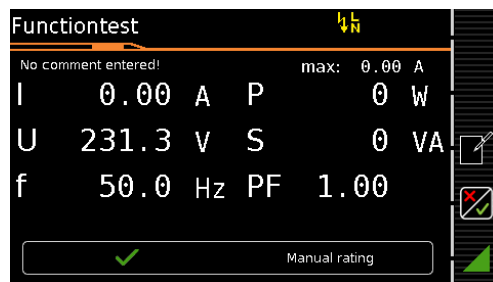 Functiontest L N
No comment entered! max: 0.00 A
I 0.00 A P 0 W
U 231.3 V S 0 VA
f 50.0 Hz PF 1.00
Manual rating